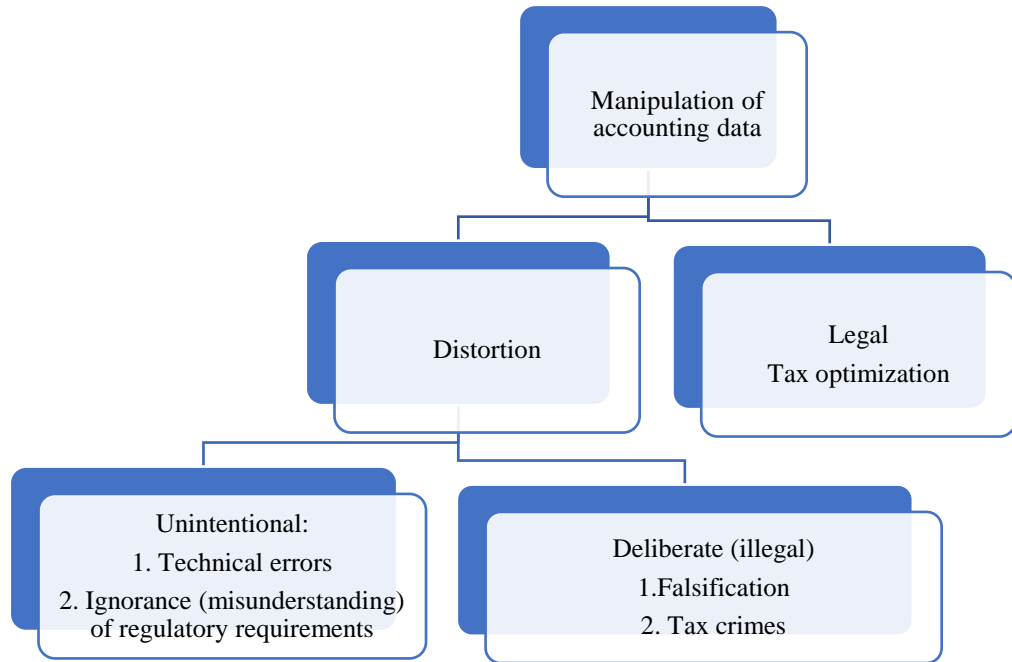 Manipulation of
accounting data
Distortion
Legal
Tax optimization
Unintentional:
1. Technical errors
2. Ignorance (misunderstanding)
of regulatory requirements
Deliberate (illegal)
1.Falsification
2. Tax crimes